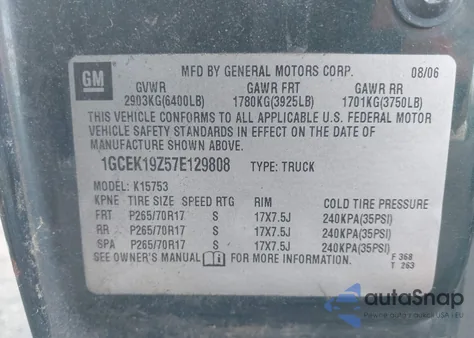 GM
MFD BY GENERAL MOTORS CORP. 08/06
GVWR GAWR FRT GAWR RR
2903KG(6400LB) 1780KG(3925LB) 1701KG(3750LB)
THIS VEHICLE CONFORMS TO ALL APPLICABLE U.S. FEDERAL MOTOR
VEHICLE SAFETY STANDARDS IN EFFECT ON THE DATE OF
MANUFACTURE SHOWN ABOVE.
1GCEK19Z57E129808 TYPE: TRUCK
MODEL: K15753
KPNE TIRE SIZE SPEED RTG RIM COLD TIRE PRESSURE
FRT P265/70R17 S 17X7.5J 240KPA(35PSI)
RR P265/70R17 S 17X7.5J 240KPA(35PSI)
SPA P265/70R17 S 17X7.5J 240KPA(35PSI)
SEE OWNER'S MANUAL FOR MORE INFORMATION. F 368
T 263
autoSnap
Pewne auto z USA i EU